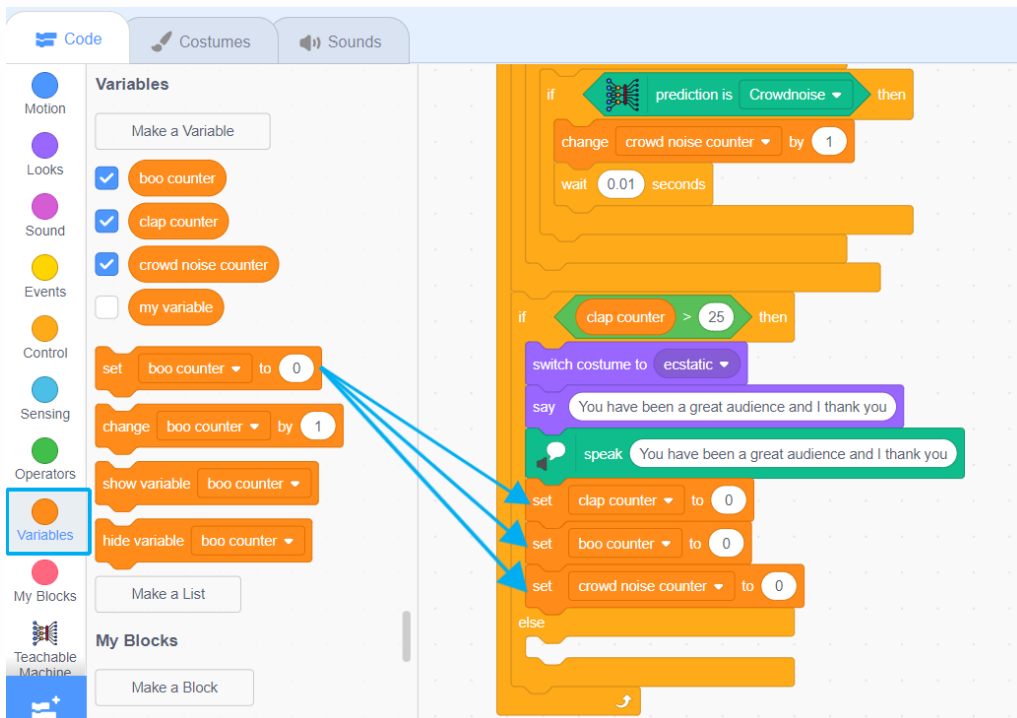 Code
Costumes
Sounds
Motion
Looks
Sound
Events
Control
Sensing
Operators
Variables
My Blocks
Teachable
Machine
Variables
Make a Variable
boo counter
clap counter
crowd noise counter
my variable
set boo counter to 0
change boo counter by 1
show variable boo counter
hide variable boo counter
Make a List
My Blocks
Make a Block
if prediction is Crowdnoise then
change crowd noise counter by 1
wait 0.01 seconds
if clap counter > 25 then
switch costume to ecstatic
say You have been a great audience and I thank you
speak You have been a great audience and I thank you
set clap counter to 0
set boo counter to 0
set crowd noise counter to 0
else